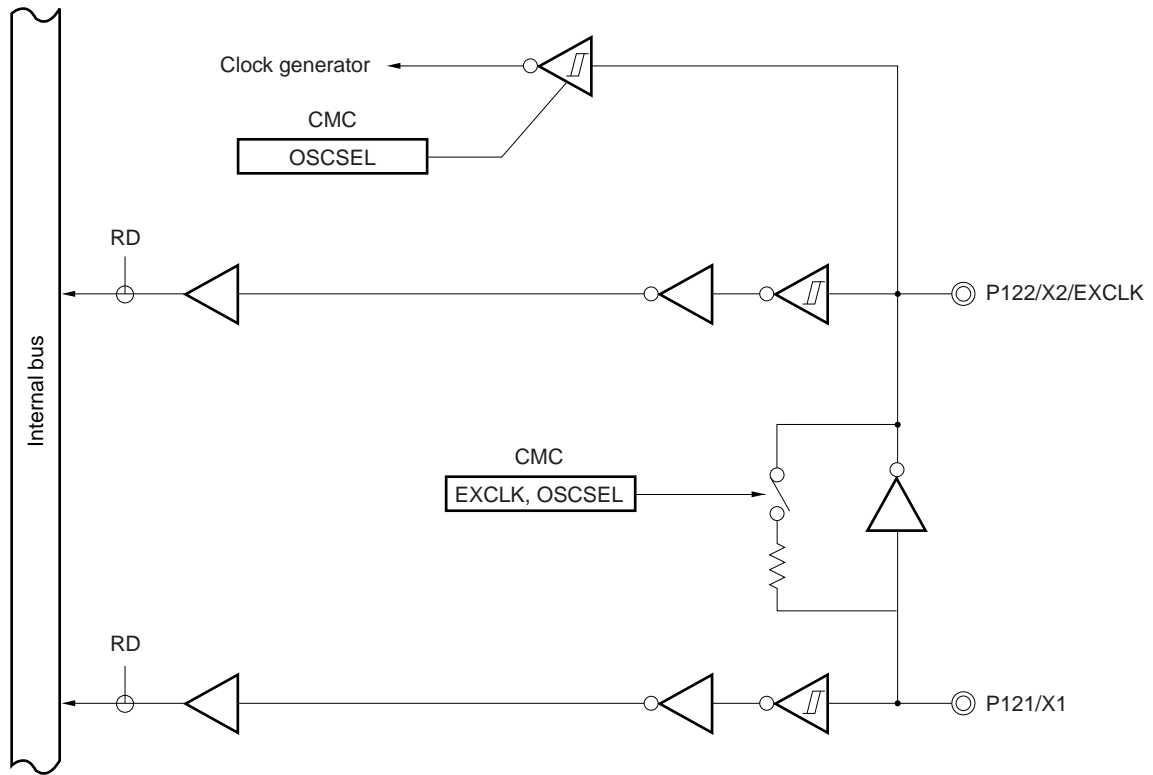 Clock generator
CMC
OSCSEL
RD
P122/X2/EXCLK
Internal bus
CMC
EXCLK, OSCSEL
RD
P121/X1